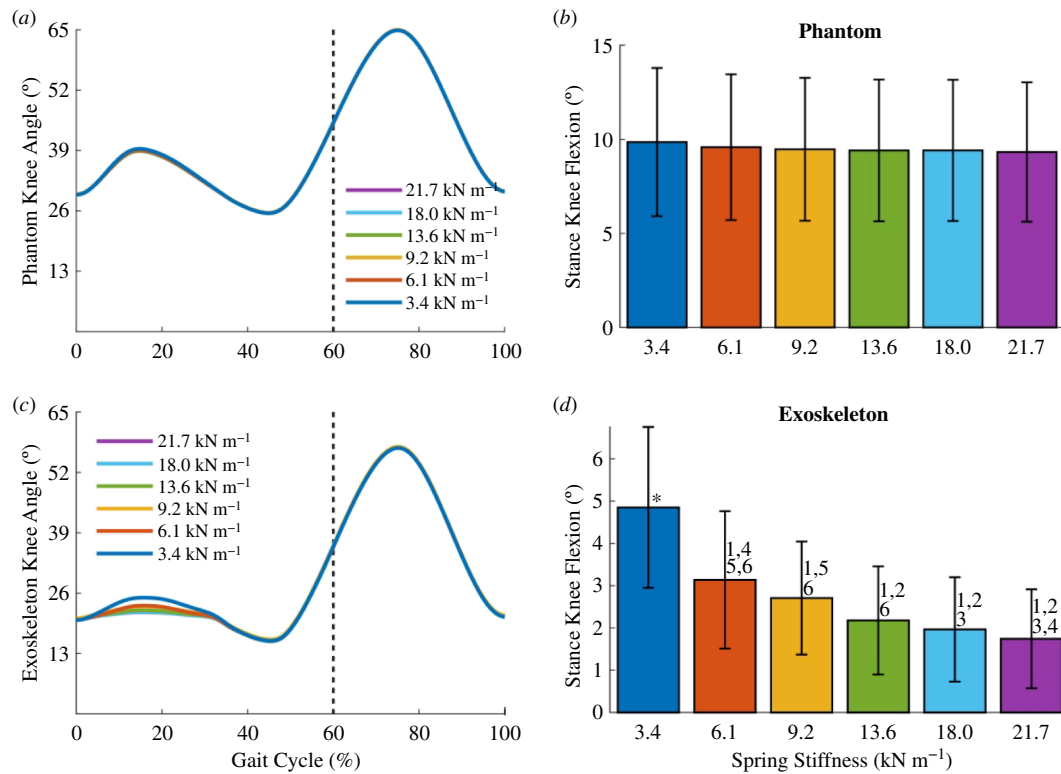 (a)
65
52
39
26
13
Phantom Knee Angle (º)
21.7 kN m⁻¹
18.0 kN m⁻¹
13.6 kN m⁻¹
9.2 kN m⁻¹
6.1 kN m⁻¹
3.4 kN m⁻¹
0 20 40 60 80 100
(b)
Phantom
15
10
5
0
Stance Knee Flexion (º)
3.4 6.1 9.2 13.6 18.0 21.7
(c)
65
52
39
26
13
Exoskeleton Knee Angle (º)
21.7 kN m⁻¹
18.0 kN m⁻¹
13.6 kN m⁻¹
9.2 kN m⁻¹
6.1 kN m⁻¹
3.4 kN m⁻¹
0 20 40 60 80 100
Gait Cycle (%)
(d)
Exoskeleton
6
5
4
3
2
1
0
Stance Knee Flexion (º)
*
1,4
5,6
1,5
6
1,2
6
1,2
3
1,2
3,4
3.4 6.1 9.2 13.6 18.0 21.7
Spring Stiffness (kN m⁻¹)